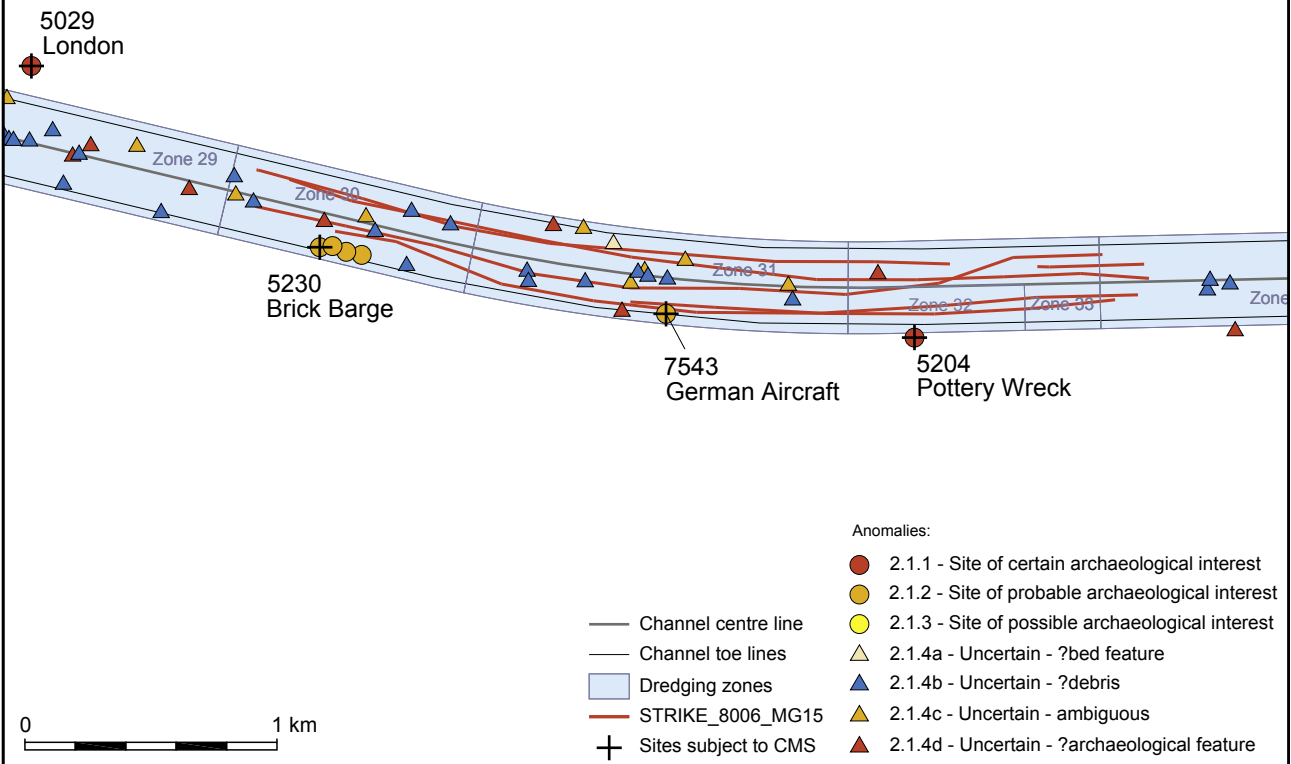 5029
London
Zone 29
Zone 30
5230
Brick Barge
Zone 31
7543
German Aircraft
Zone 32
Zone 33
Zone
5204
Pottery Wreck
Channel centre line
Channel toe lines
Dredging zones
STRIKE_8006_MG15
Sites subject to CMS
Anomalies:
2.1.1 - Site of certain archaeological interest
2.1.2 - Site of probable archaeological interest
2.1.3 - Site of possible archaeological interest
2.1.4a - Uncertain - ?bed feature
2.1.4b - Uncertain - ?debris
2.1.4c - Uncertain - ambiguous
2.1.4d - Uncertain - ?archaeological feature
0 1 km